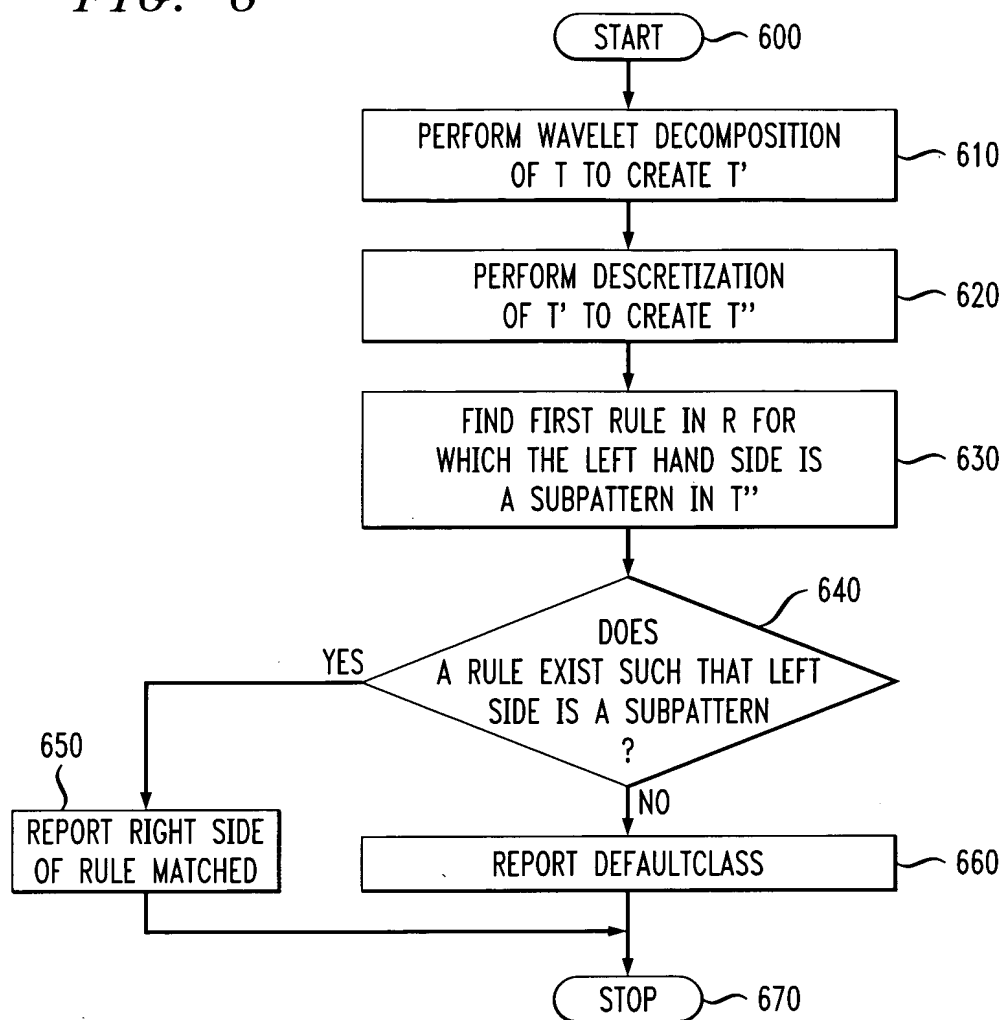 FIG. 6
START
600
PERFORM WAVELET DECOMPOSITION
OF T TO CREATE T'
610
PERFORM DESCRETIZATION
OF T' TO CREATE T"
620
FIND FIRST RULE IN R FOR
WHICH THE LEFT HAND SIDE IS
A SUBPATTERN IN T"
630
640
DOES
A RULE EXIST SUCH THAT LEFT
SIDE IS A SUBPATTERN
?
YES
NO
650
REPORT RIGHT SIDE
OF RULE MATCHED
REPORT DEFAULTCLASS
660
STOP
670